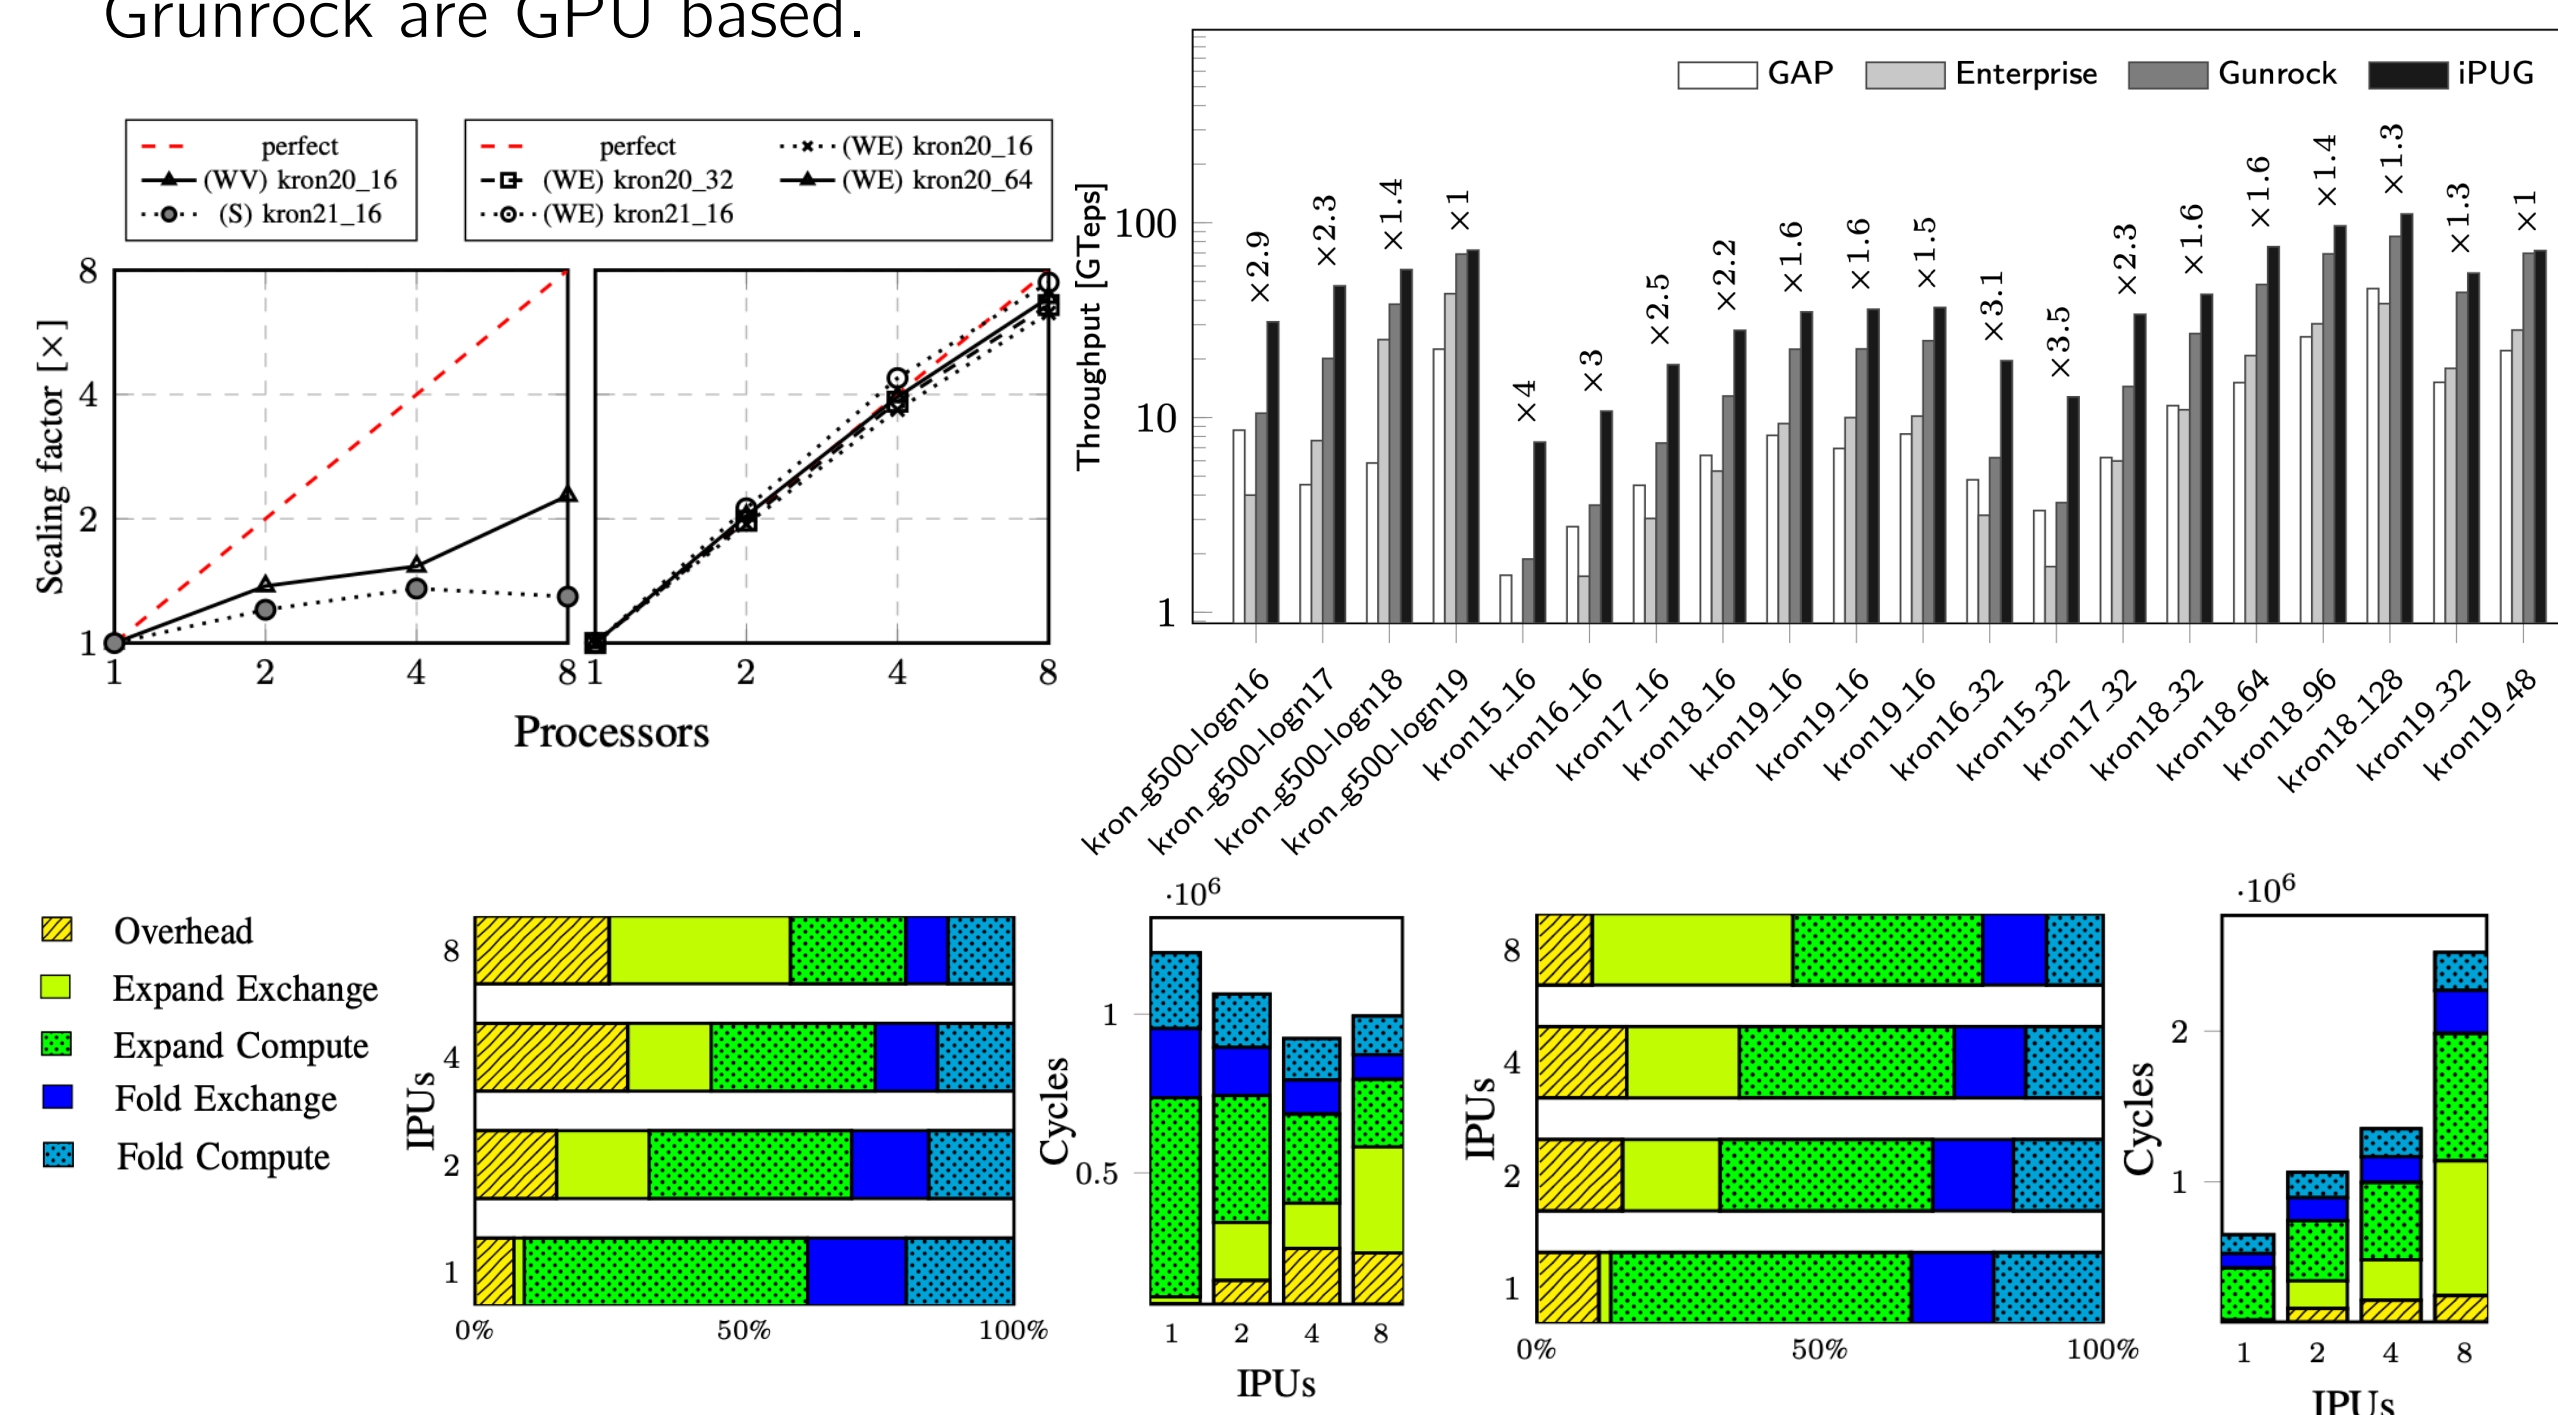 Grunrock are GPU based.
perfect
(WV) kron20_16
(S) kron21_16
perfect
(WE) kron20_32
(WE) kron21_16
(WE) kron20_16
(WE) kron20_64
Scaling factor [×]
8
4
2
1
1 2 4 8
1 2 4 8
Processors
GAP Enterprise Gunrock iPUG
Throughput [GTeps]
100
10
1
×2.9 ×2.3 ×1.4 ×1 ×4 ×3 ×2.5 ×2.2 ×1.6 ×1.6 ×1.5 ×3.1 ×3.5 ×2.3 ×1.6 ×1.6 ×1.4 ×1.3 ×1.3 ×1
kron_g500-logn16
kron_g500-logn17
kron_g500-logn18
kron_g500-logn19
kron15_16
kron16_16
kron17_16
kron18_16
kron19_16
kron19_16
kron19_16
kron16_32
kron15_32
kron17_32
kron18_32
kron18_64
kron18_96
kron18_128
kron19_32
kron19_48
Overhead
Expand Exchange
Expand Compute
Fold Exchange
Fold Compute
IPUs
8
4
2
1
0% 50% 100%
·10⁶
Cycles
1
0.5
1 2 4 8
IPUs
IPUs
8
4
2
1
0% 50% 100%
·10⁶
Cycles
2
1
1 2 4 8
IPUs